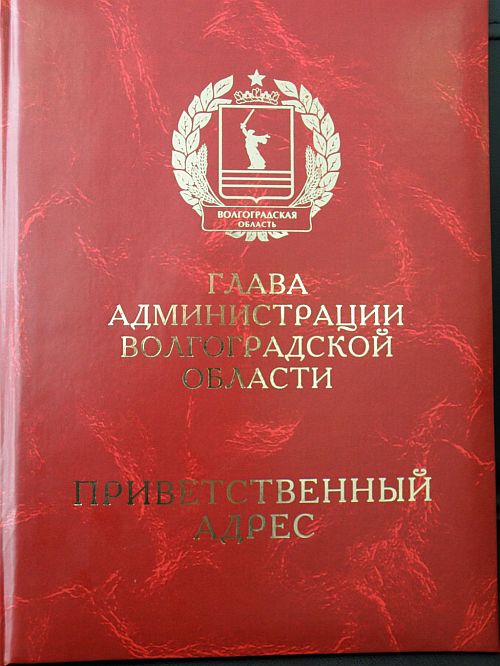 ВОЛГОГРАДСКАЯ
ОБЛАСТЬ
ГЛАВА
АДМИНИСТРАЦИИ
ВОЛГОГРАДСКОЙ
ОБЛАСТИ
ПРИВЕТСТВЕННЫЙ
АДРЕС